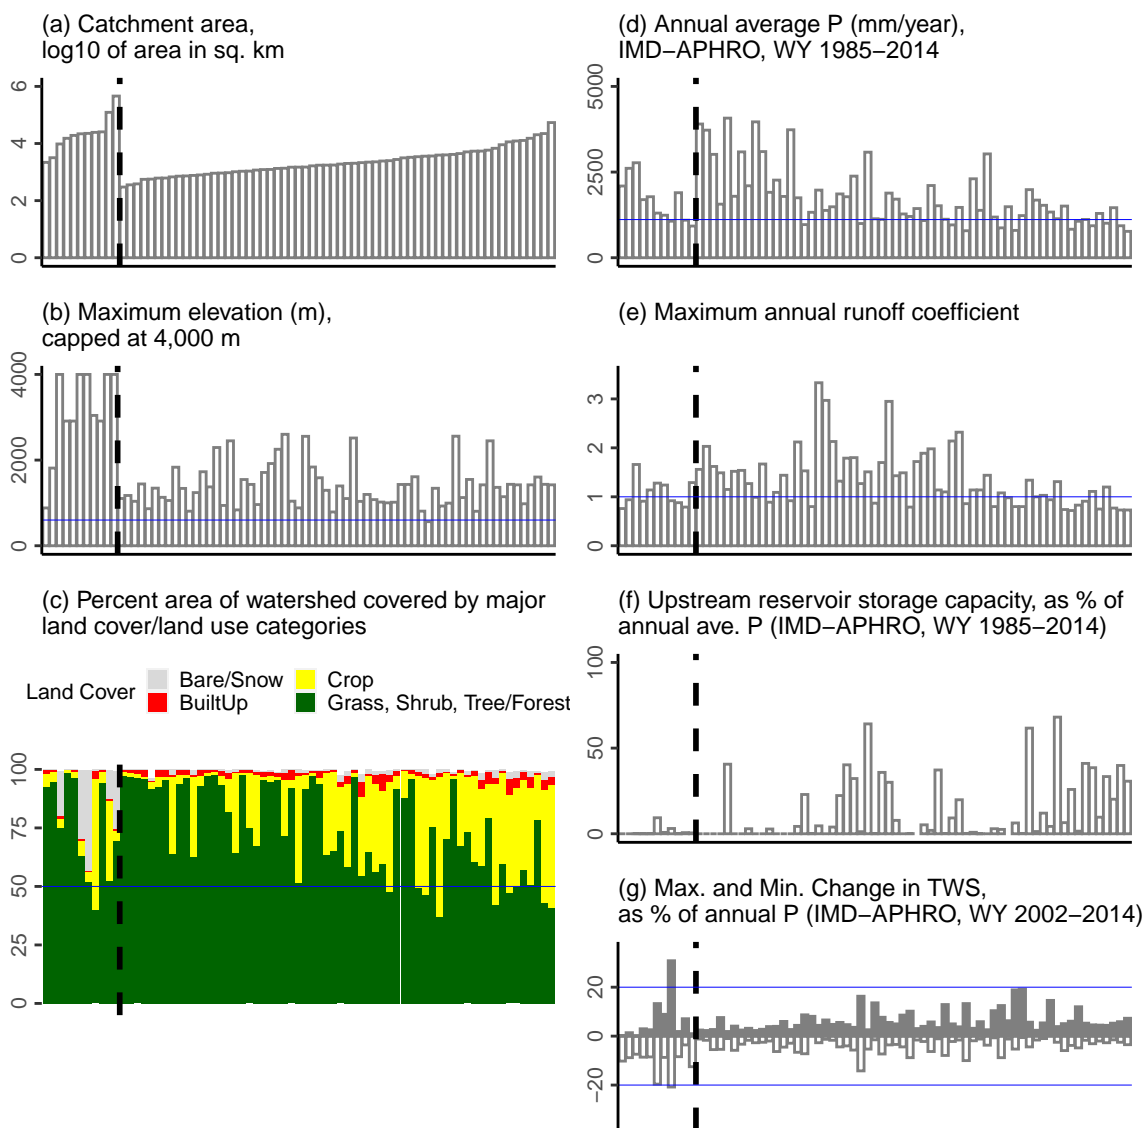 (a) Catchment area,
log10 of area in sq. km
0
2
4
6
(b) Maximum elevation (m),
capped at 4,000 m
0
2000
4000
(c) Percent area of watershed covered by major
land cover/land use categories
Land Cover
Bare/Snow
BuiltUp
Crop
Grass, Shrub, Tree/Forest
0
25
50
75
100
(d) Annual average P (mm/year),
IMD−APHRO, WY 1985−2014
0
2500
5000
(e) Maximum annual runoff coefficient
0
1
2
3
(f) Upstream reservoir storage capacity, as % of
annual ave. P (IMD−APHRO, WY 1985−2014)
0
50
100
(g) Max. and Min. Change in TWS,
as % of annual P (IMD−APHRO, WY 2002−2014)
−20
0
20